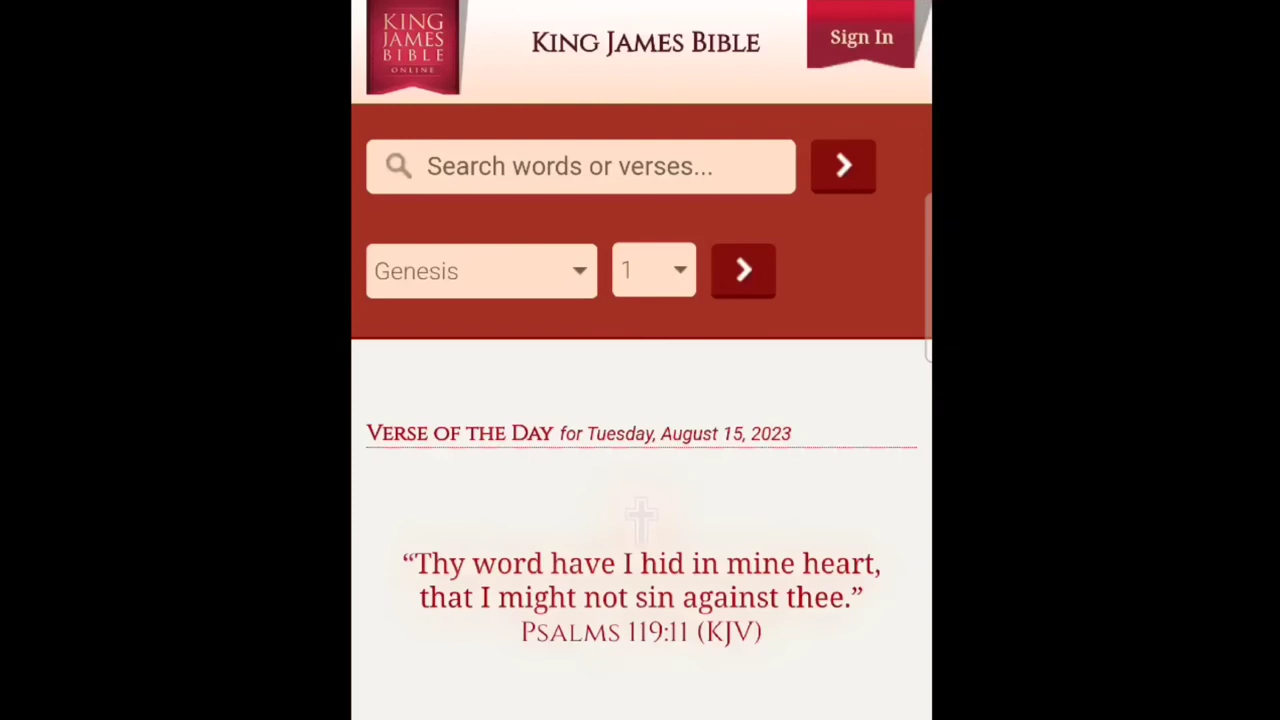 KING
JAMES
BIBLE
ONLINE
KING JAMES BIBLE
Sign In
Search words or verses...
Genesis
1
VERSE OF THE DAY for Tuesday, August 15, 2023
“Thy word have I hid in mine heart,
that I might not sin against thee.”
PSALMS 119:11 (KJV)